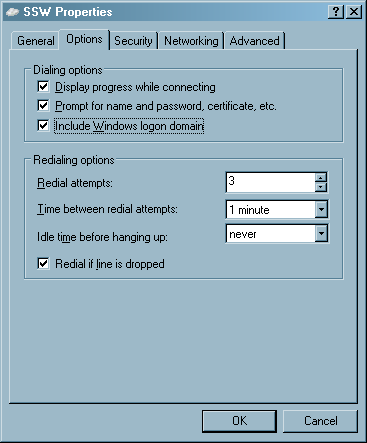 SSW Properties
General Options Security Networking Advanced
Dialing options
Display progress while connecting
Prompt for name and password, certificate, etc.
Include Windows logon domain
Redialing options
Redial attempts: 3
Time between redial attempts: 1 minute
Idle time before hanging up: never
Redial if line is dropped
OK Cancel